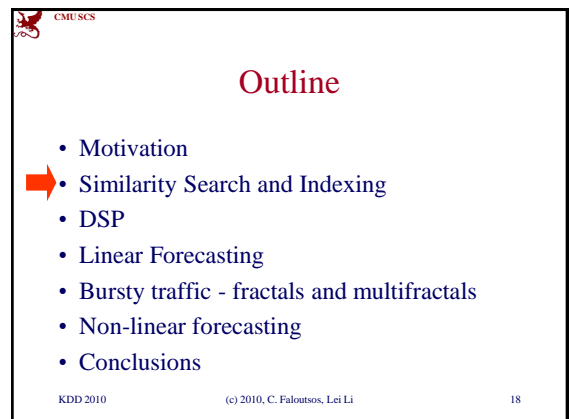 CMU SCS
Outline
• Motivation
• Similarity Search and Indexing
• DSP
• Linear Forecasting
• Bursty traffic - fractals and multifractals
• Non-linear forecasting
• Conclusions
KDD 2010 (c) 2010, C. Faloutsos, Lei Li 18